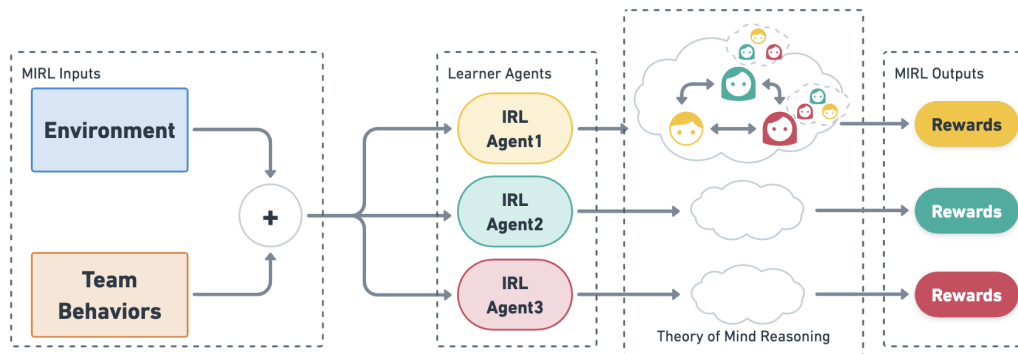 MIRL Inputs
Environment
+
Team
Behaviors
Learner Agents
IRL
Agent1
IRL
Agent2
IRL
Agent3
Theory of Mind Reasoning
MIRL Outputs
Rewards
Rewards
Rewards